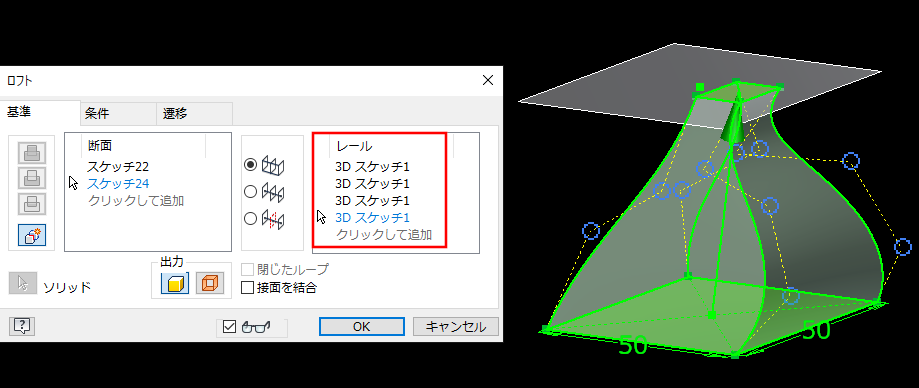 ロフト
基準 条件 遷移
断面
スケッチ22
スケッチ24
クリックして追加
レール
3D スケッチ1
3D スケッチ1
3D スケッチ1
3D スケッチ1
クリックして追加
ソリッド
出力
閉じたループ
接面を結合
OK キャンセル
50
50